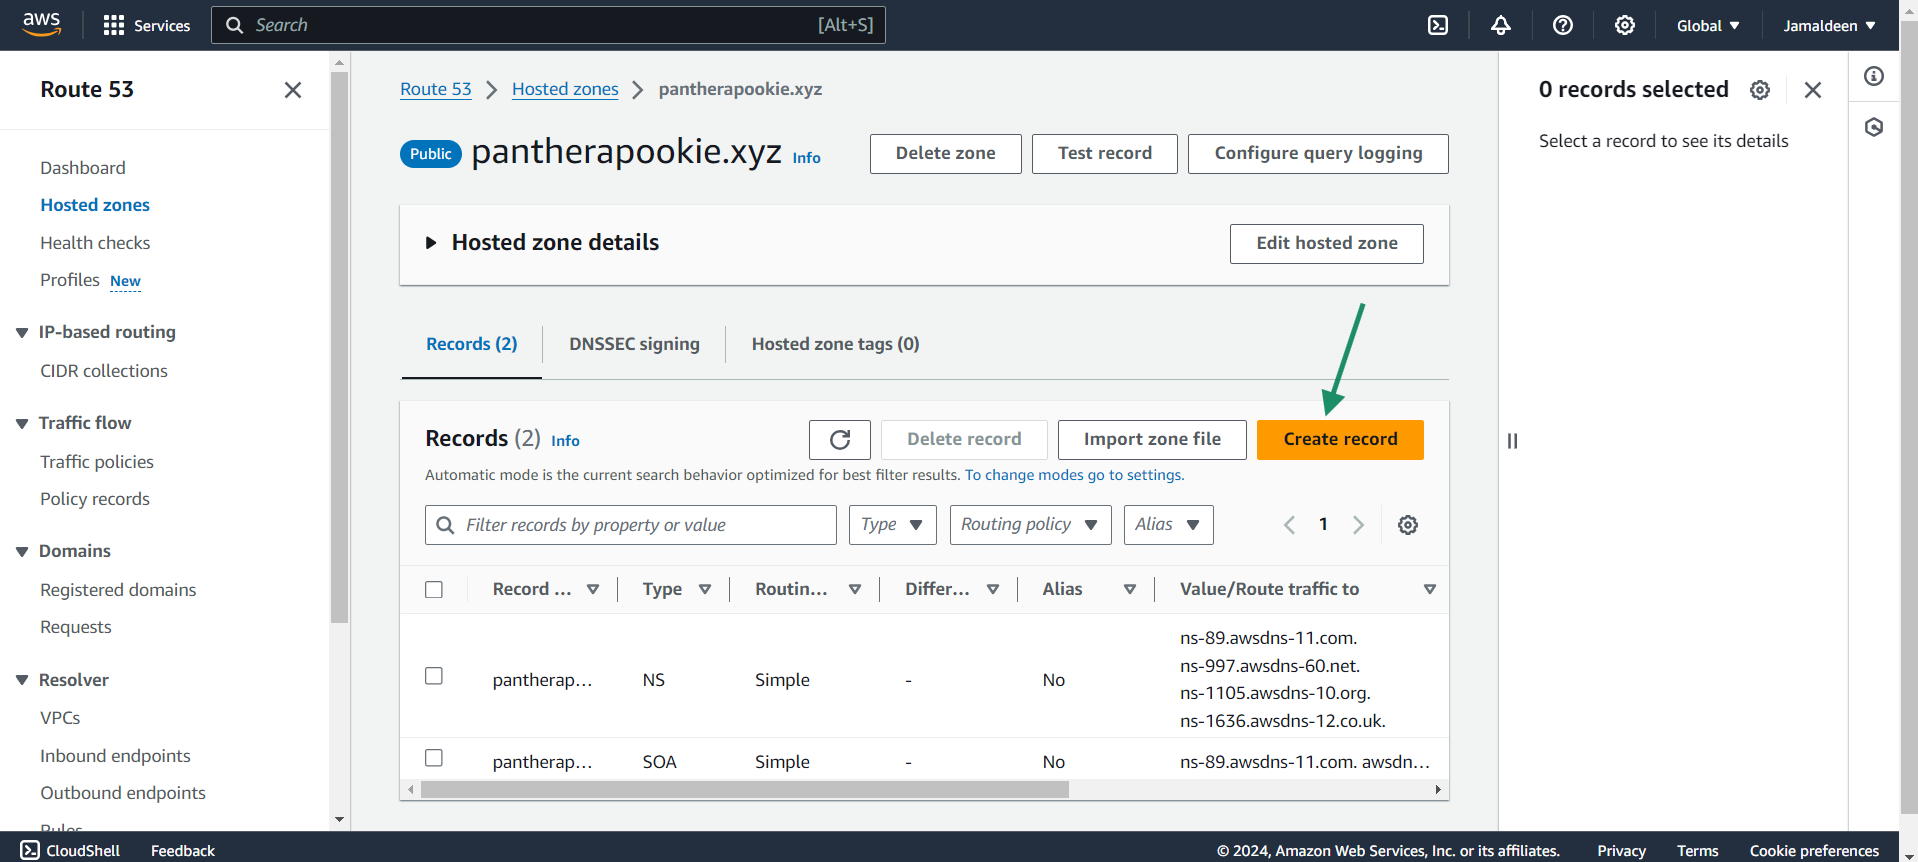 aws
Services
Search
[Alt+S]
Global
Jamaldeen
Route 53
Dashboard
Hosted zones
Health checks
Profiles New
IP-based routing
CIDR collections
Traffic flow
Traffic policies
Policy records
Domains
Registered domains
Requests
Resolver
VPCs
Inbound endpoints
Outbound endpoints
Rules
Route 53 > Hosted zones > pantherapookie.xyz
Public pantherapookie.xyz Info
Delete zone
Test record
Configure query logging
Hosted zone details
Edit hosted zone
Records (2)
DNSSEC signing
Hosted zone tags (0)
Records (2) Info
Delete record
Import zone file
Create record
Automatic mode is the current search behavior optimized for best filter results. To change modes go to settings.
Filter records by property or value
Type
Routing policy
Alias
1
Record ... Type Routin... Differ... Alias Value/Route traffic to
pantherap... NS Simple - No
ns-89.awsdns-11.com.
ns-997.awsdns-60.net.
ns-1105.awsdns-10.org.
ns-1636.awsdns-12.co.uk.
pantherap... SOA Simple - No ns-89.awsdns-11.com. awsdn...
0 records selected
Select a record to see its details
CloudShell
Feedback
© 2024, Amazon Web Services, Inc. or its affiliates.
Privacy
Terms
Cookie preferences